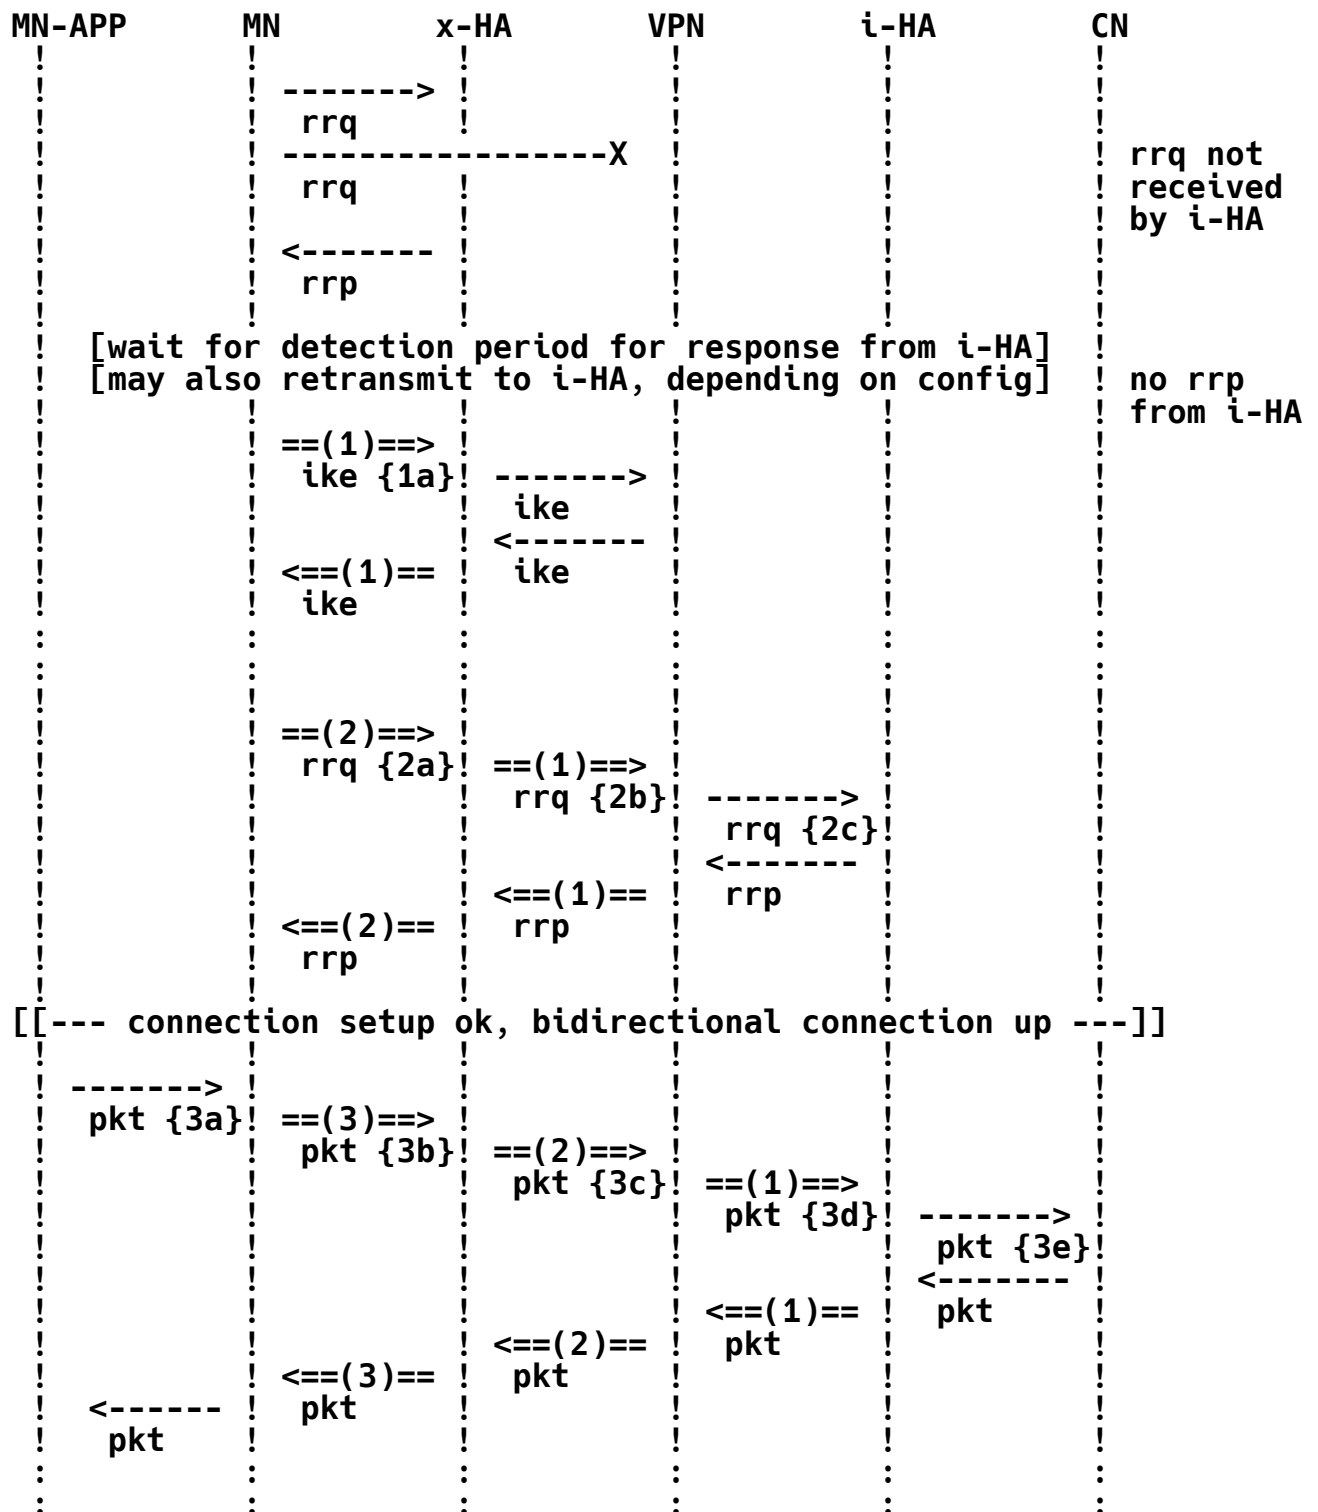 MN-APP      MN        x-HA       VPN        i-HA        CN
 !          !          !          !          !          !
 !          ! -------> !          !          !          !
 !          !  rrq     !          !          !          !
 !          ! -----------------X  !          !          ! rrq not
 !          !  rrq     !          !          !          ! received
 !          !          !          !          !          ! by i-HA
 !          ! <------- !          !          !          !
 !          !  rrp     !          !          !          !
 !          !          !          !          !          !
 !  [wait for detection period for response from i-HA]  !
 !  [may also retransmit to i-HA, depending on config]  ! no rrp
 !          !          !          !          !          ! from i-HA
 !          ! ==(1)==> !          !          !          !
 !          !  ike {1a}! -------> !          !          !
 !          !          !  ike     !          !          !
 !          !          ! <------- !          !          !
 !          ! <==(1)== !  ike     !          !          !
 !          !  ike     !          !          !          !
 :          :          :          :          :          :
 :          :          :          :          :          :
 !          !          !          !          !          !
 !          ! ==(2)==> !          !          !          !
 !          !  rrq {2a}! ==(1)==> !          !          !
 !          !          !  rrq {2b}! -------> !          !
 !          !          !          !  rrq {2c}!          !
 !          !          !          ! <------- !          !
 !          !          ! <==(1)== !  rrp     !          !
 !          ! <==(2)== !  rrp     !          !          !
 !          !  rrp     !          !          !          !
 !          !          !          !          !          !
[[--- connection setup ok, bidirectional connection up ---]]
 !          !          !          !          !          !
 ! -------> !          !          !          !          !
 !  pkt {3a}! ==(3)==> !          !          !          !
 !          !  pkt {3b}! ==(2)==> !          !          !
 !          !          !  pkt {3c}! ==(1)==> !          !
 !          !          !          !  pkt {3d}! -------> !
 !          !          !          !          !  pkt {3e}!
 !          !          !          !          ! <------- !
 !          !          !          ! <==(1)== !  pkt     !
 !          !          ! <==(2)== !  pkt     !          !
 !          ! <==(3)== !  pkt     !          !          !
 !  <------ !  pkt     !          !          !          !
 !   pkt    !          !          !          !          !
 :          :          :          :          :          :
 :          :          :          :          :          :